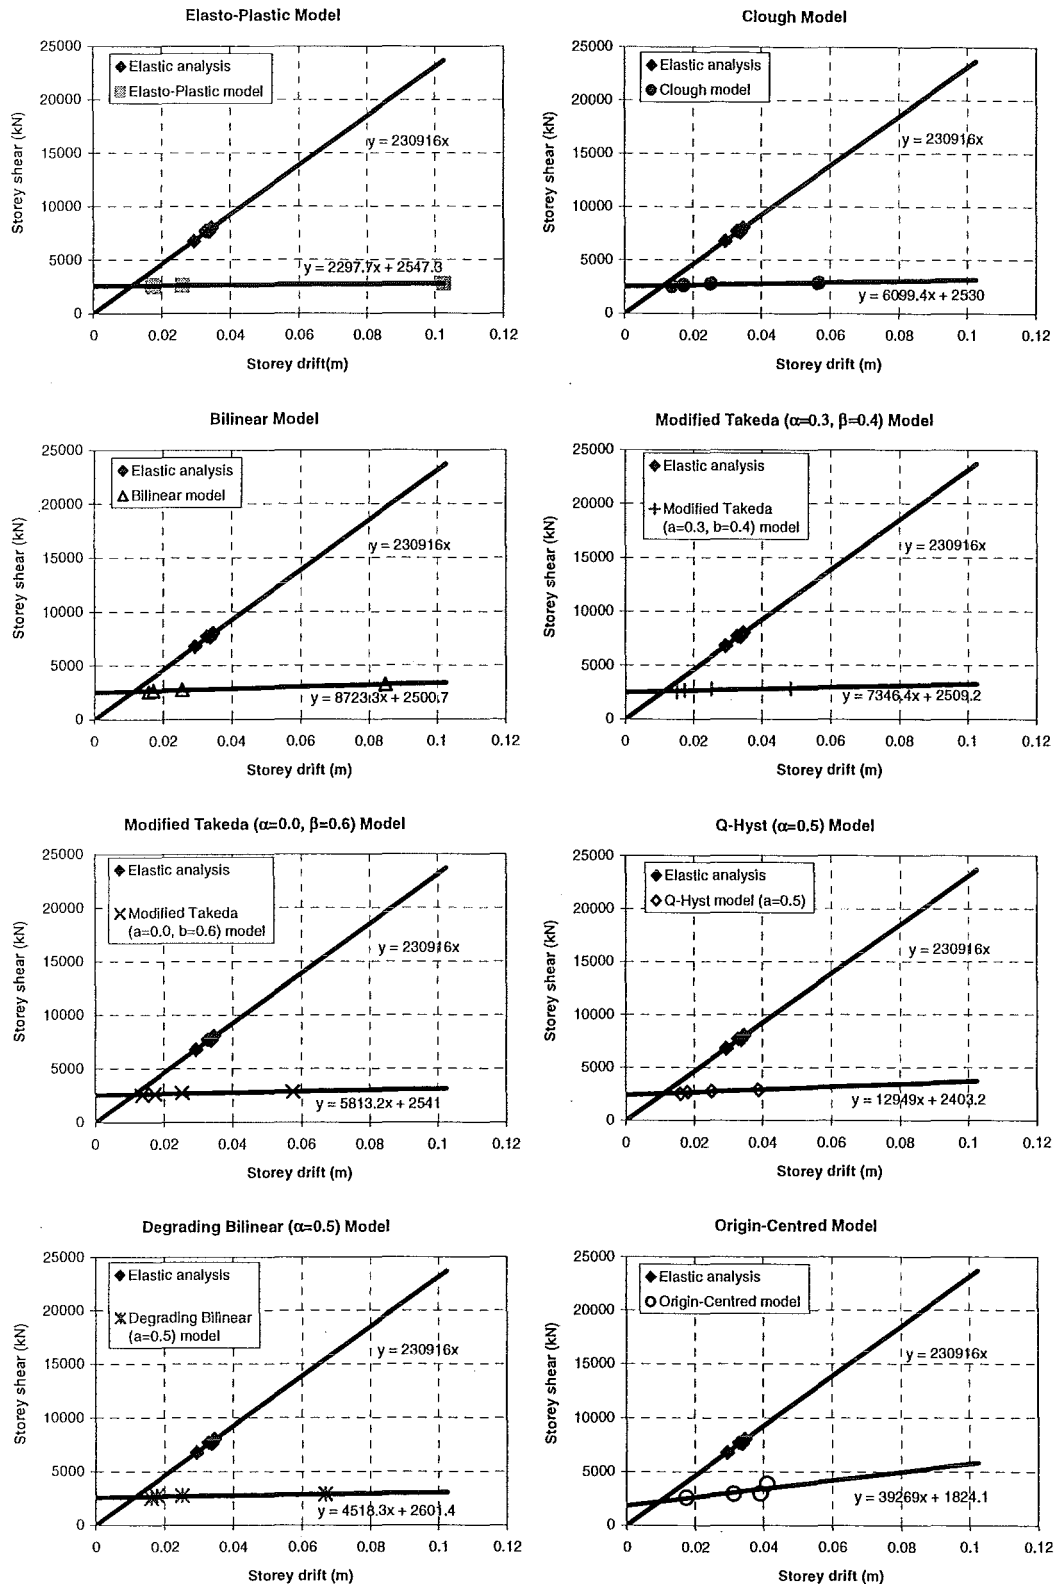 Elasto-Plastic Model
25000
20000
15000
10000
5000
0
Storey shear (kN)
Elastic analysis
Elasto-Plastic model
y = 230916x
y = 2297.7x + 2547.3
0 0.02 0.04 0.06 0.08 0.1 0.12
Storey drift(m)
Clough Model
25000
20000
15000
10000
5000
0
Storey shear (kN)
Elastic analysis
Clough model
y = 230916x
y = 6099.4x + 2530
0 0.02 0.04 0.06 0.08 0.1 0.12
Storey drift (m)
Bilinear Model
25000
20000
15000
10000
5000
0
Storey shear (kN)
Elastic analysis
Bilinear model
y = 230916x
y = 8723.3x + 2500.7
0 0.02 0.04 0.06 0.08 0.1 0.12
Storey drift (m)
Modified Takeda (α=0.3, β=0.4) Model
25000
20000
15000
10000
5000
0
Storey shear (kN)
Elastic analysis
Modified Takeda
(a=0.3, b=0.4) model
y = 230916x
y = 7346.4x + 2509.2
0 0.02 0.04 0.06 0.08 0.1 0.12
Storey drift (m)
Modified Takeda (α=0.0, β=0.6) Model
25000
20000
15000
10000
5000
0
Storey shear (kN)
Elastic analysis
Modified Takeda
(a=0.0, b=0.6) model
y = 230916x
y = 5813.2x + 2541
0 0.02 0.04 0.06 0.08 0.1 0.12
Storey drift (m)
Q-Hyst (α=0.5) Model
25000
20000
15000
10000
5000
0
Storey shear (kN)
Elastic analysis
Q-Hyst model (a=0.5)
y = 230916x
y = 12949x + 2403.2
0 0.02 0.04 0.06 0.08 0.1 0.12
Storey drift (m)
Degrading Bilinear (α=0.5) Model
25000
20000
15000
10000
5000
0
Storey shear (kN)
Elastic analysis
Degrading Bilinear
(a=0.5) model
y = 230916x
y = 4518.3x + 2601.4
0 0.02 0.04 0.06 0.08 0.1 0.12
Storey drift (m)
Origin-Centred Model
25000
20000
15000
10000
5000
0
Storey shear (kN)
Elastic analysis
Origin-Centred model
y = 230916x
y = 39269x + 1824.1
0 0.02 0.04 0.06 0.08 0.1 0.12
Storey drift (m)